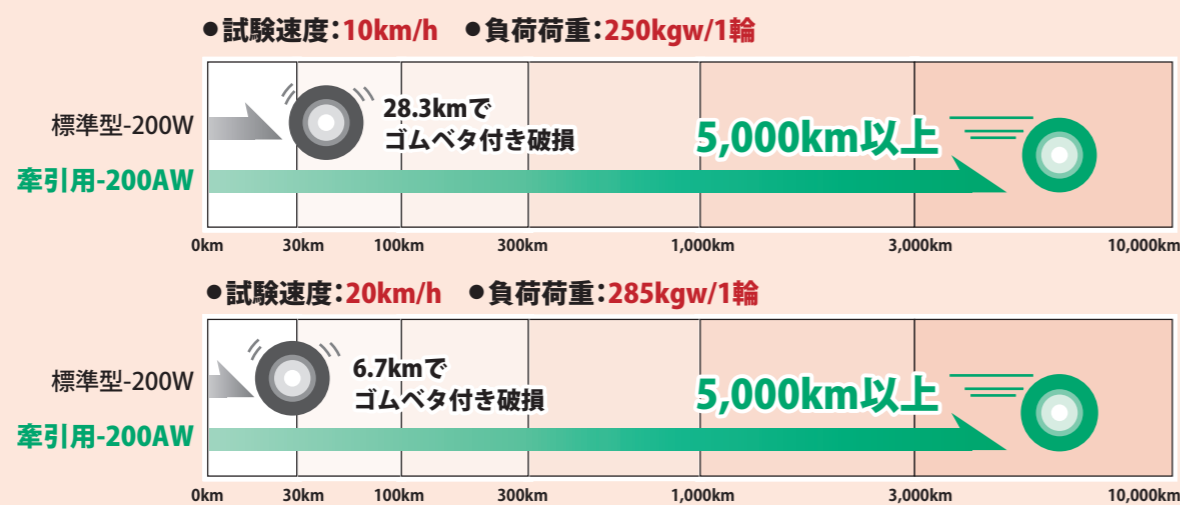 ●試験速度：10km/h ●負荷荷重：250kgw/1輪
標準型-200W
28.3kmで
ゴムベタ付き破損
5,000km以上
牽引用-200AW
0km 30km 100km 300km 1,000km 3,000km 10,000km
●試験速度：20km/h ●負荷荷重：285kgw/1輪
標準型-200W
6.7kmで
ゴムベタ付き破損
5,000km以上
牽引用-200AW
0km 30km 100km 300km 1,000km 3,000km 10,000km